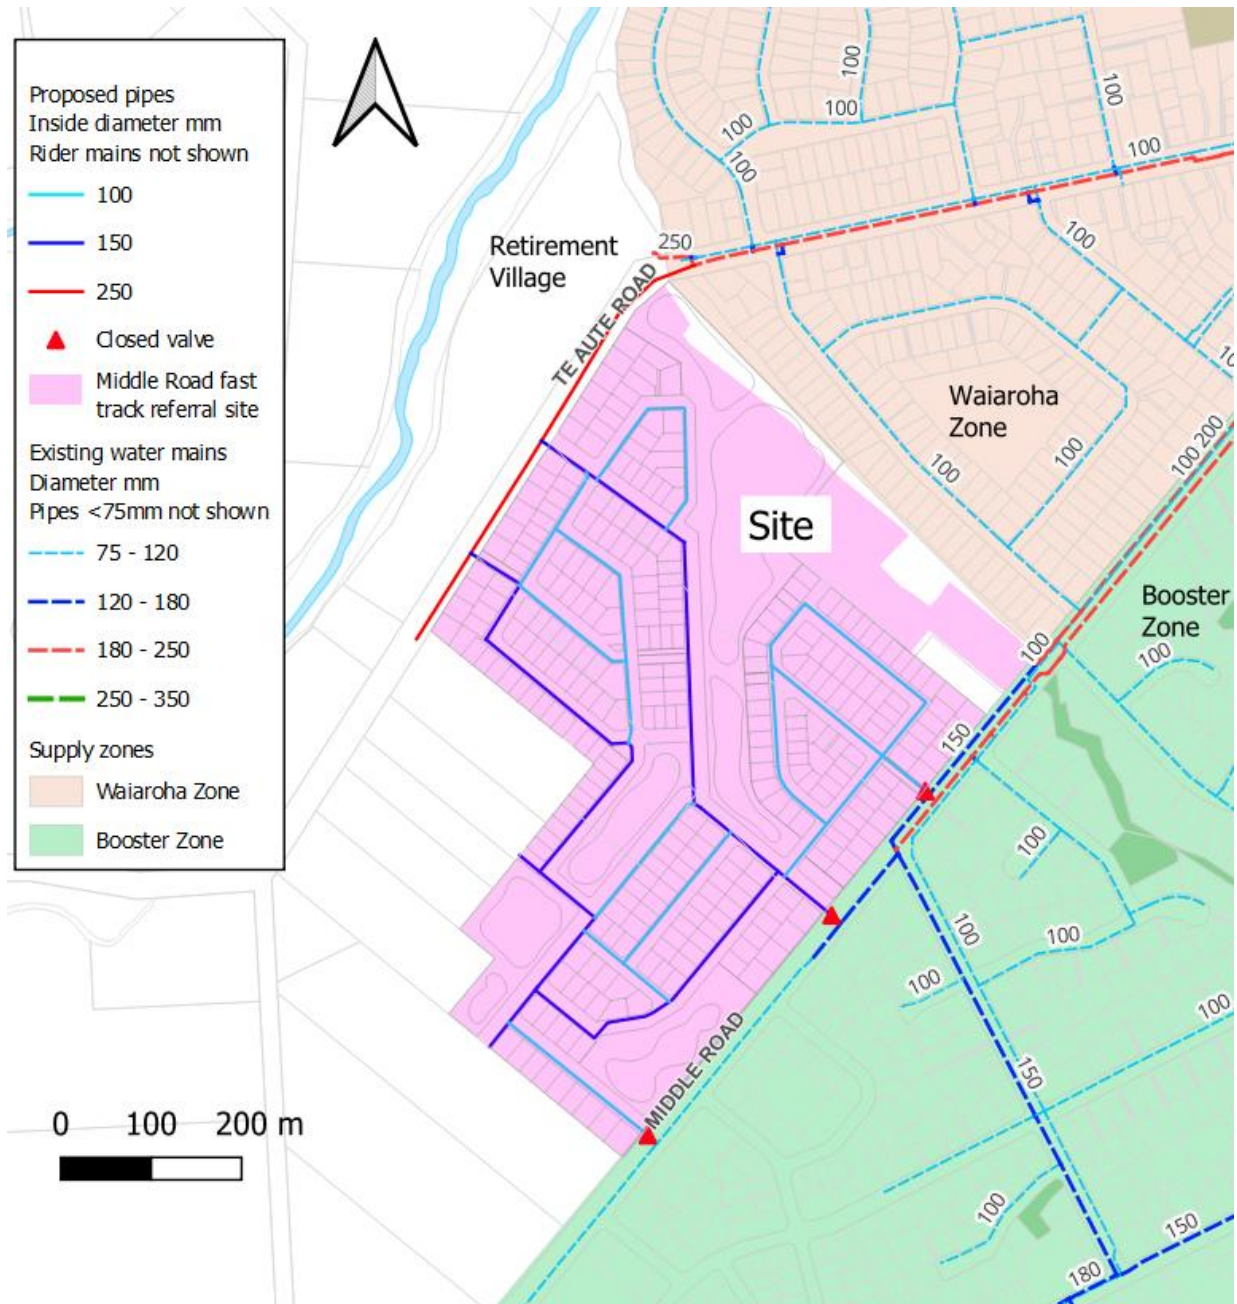 Proposed pipes
Inside diameter mm
Rider mains not shown
100
150
250
Closed valve
Middle Road fast
track referral site
Existing water mains
Diameter mm
Pipes <75mm not shown
75 - 120
120 - 180
180 - 250
250 - 350
Supply zones
Waiaroha Zone
Booster Zone
0 100 200 m
Retirement
Village
TE AUTE ROAD
250
100
100
100
100
100
100
100
Waiaroha
Zone
100
100
100
200
Site
Booster
Zone
100
100
150
100
100
100
100
100
150
MIDDLE ROAD
100
180
150